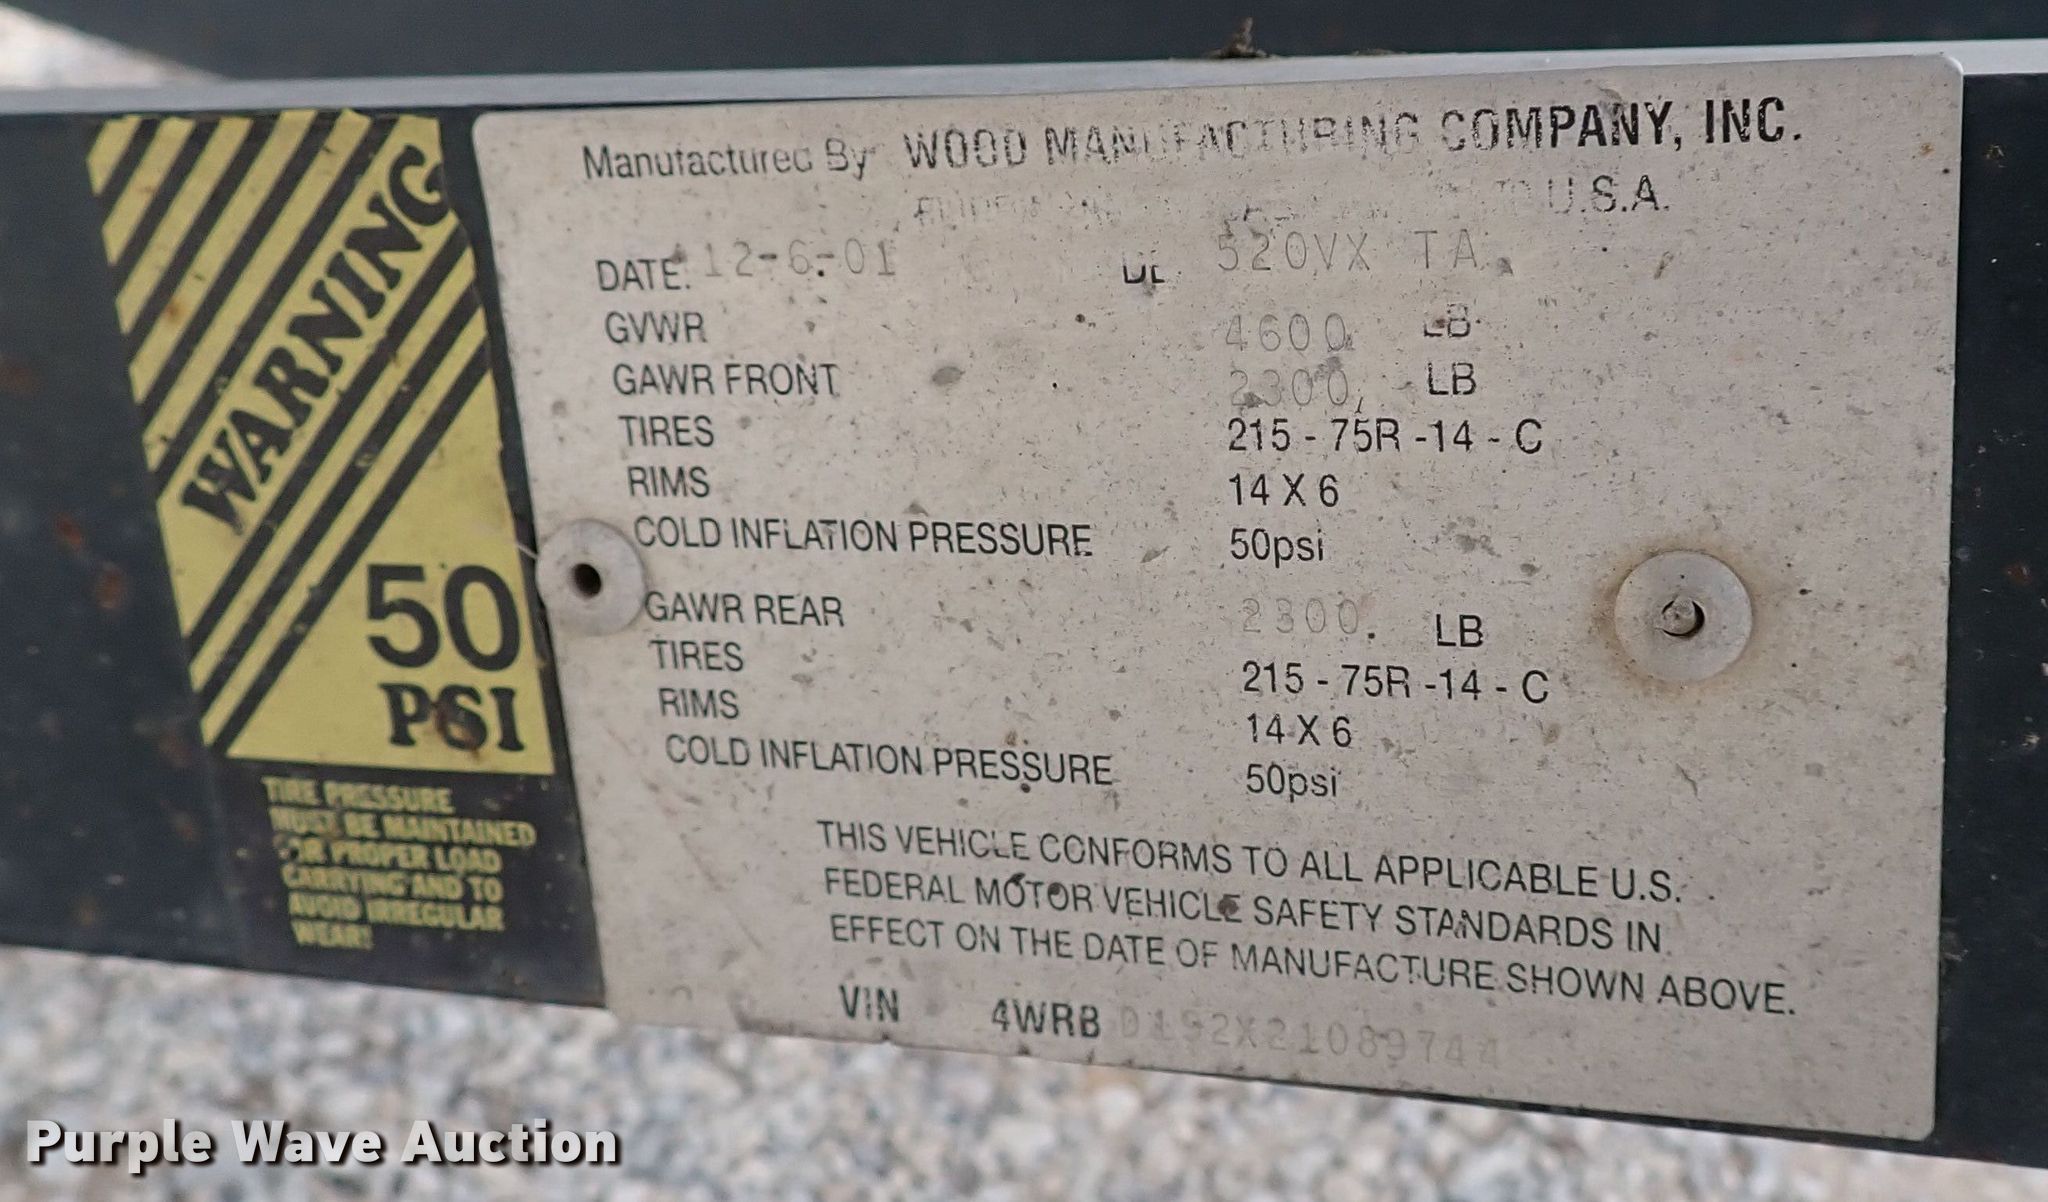 WARNING
50
PSI
TIRE PRESSURE
MUST BE MAINTAINED
FOR PROPER LOAD
CARRYING AND TO
AVOID IRREGULAR
WEAR!
Manufactured By WOOD MANUFACTURING COMPANY, INC.
U.S.A.
DATE: 12-6-01 520VX TA
GVWR 4600 LB
GAWR FRONT 2300 LB
TIRES 215 - 75R -14 - C
RIMS 14 X 6
COLD INFLATION PRESSURE 50psi
GAWR REAR 2300 LB
TIRES 215 - 75R -14 - C
RIMS 14 X 6
COLD INFLATION PRESSURE 50psi
THIS VEHICLE CONFORMS TO ALL APPLICABLE U.S.
FEDERAL MOTOR VEHICLE SAFETY STANDARDS IN
EFFECT ON THE DATE OF MANUFACTURE SHOWN ABOVE.
VIN 4WRB
Purple Wave Auction